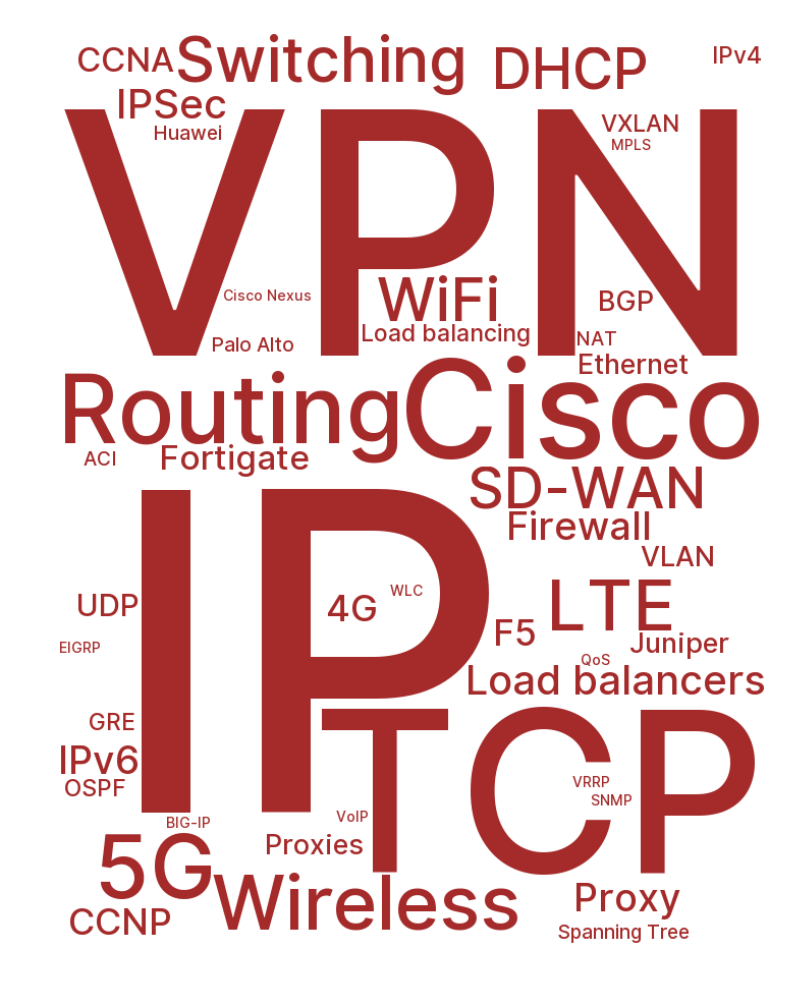 Switching
CCNA
DHCP
IPv4
IPSec
Huawei
VXLAN
MPLS
VPN
Cisco Nexus
WiFi
BGP
Load balancing
Palo Alto
NAT
Ethernet
Routing
Cisco
ACI
Fortigate
SD-WAN
Firewall
VLAN
IP
UDP
4G
WLC
LTE
F5
Juniper
EIGRP
QoS
Load balancers
GRE
IPv6
OSPF
TCP
VRRP
SNMP
BIG-IP
VoIP
Proxies
5G
Wireless
Proxy
CCNP
Spanning Tree